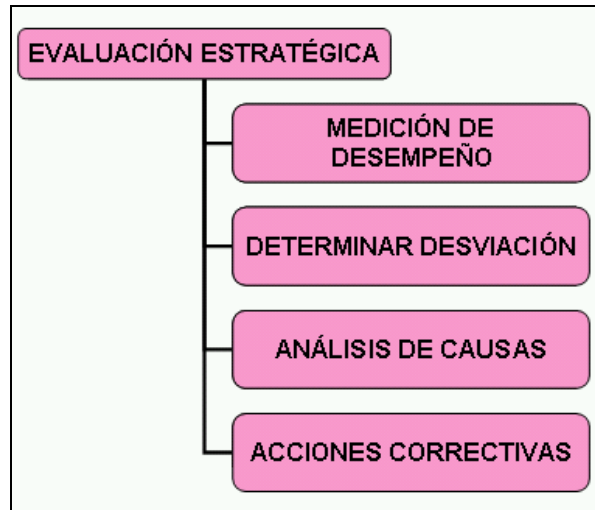 EVALUACIÓN ESTRATÉGICA
MEDICIÓN DE
DESEMPEÑO
DETERMINAR DESVIACIÓN
ANÁLISIS DE CAUSAS
ACCIONES CORRECTIVAS